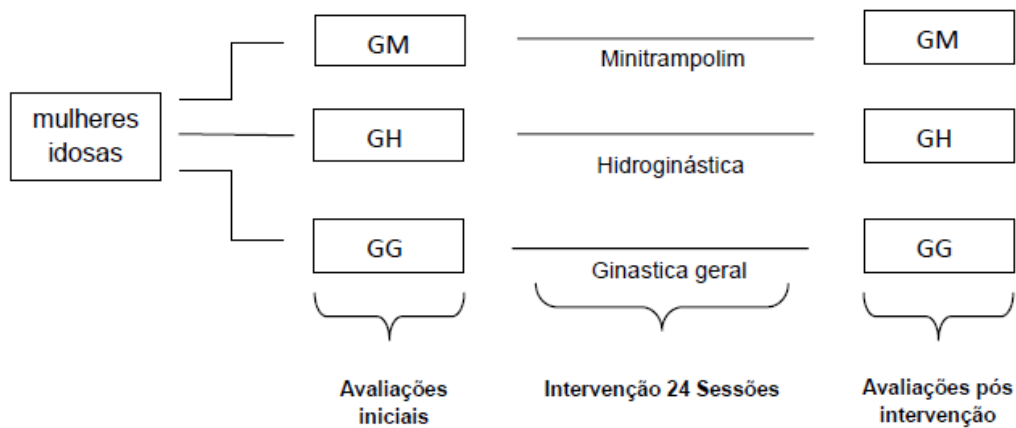 GM
GM
Minitrampolim
mulheres
idosas
GH
GH
Hidroginástica
GG
GG
Ginastica geral
Avaliações
iniciais
Intervenção 24 Sessões
Avaliações pós
intervenção